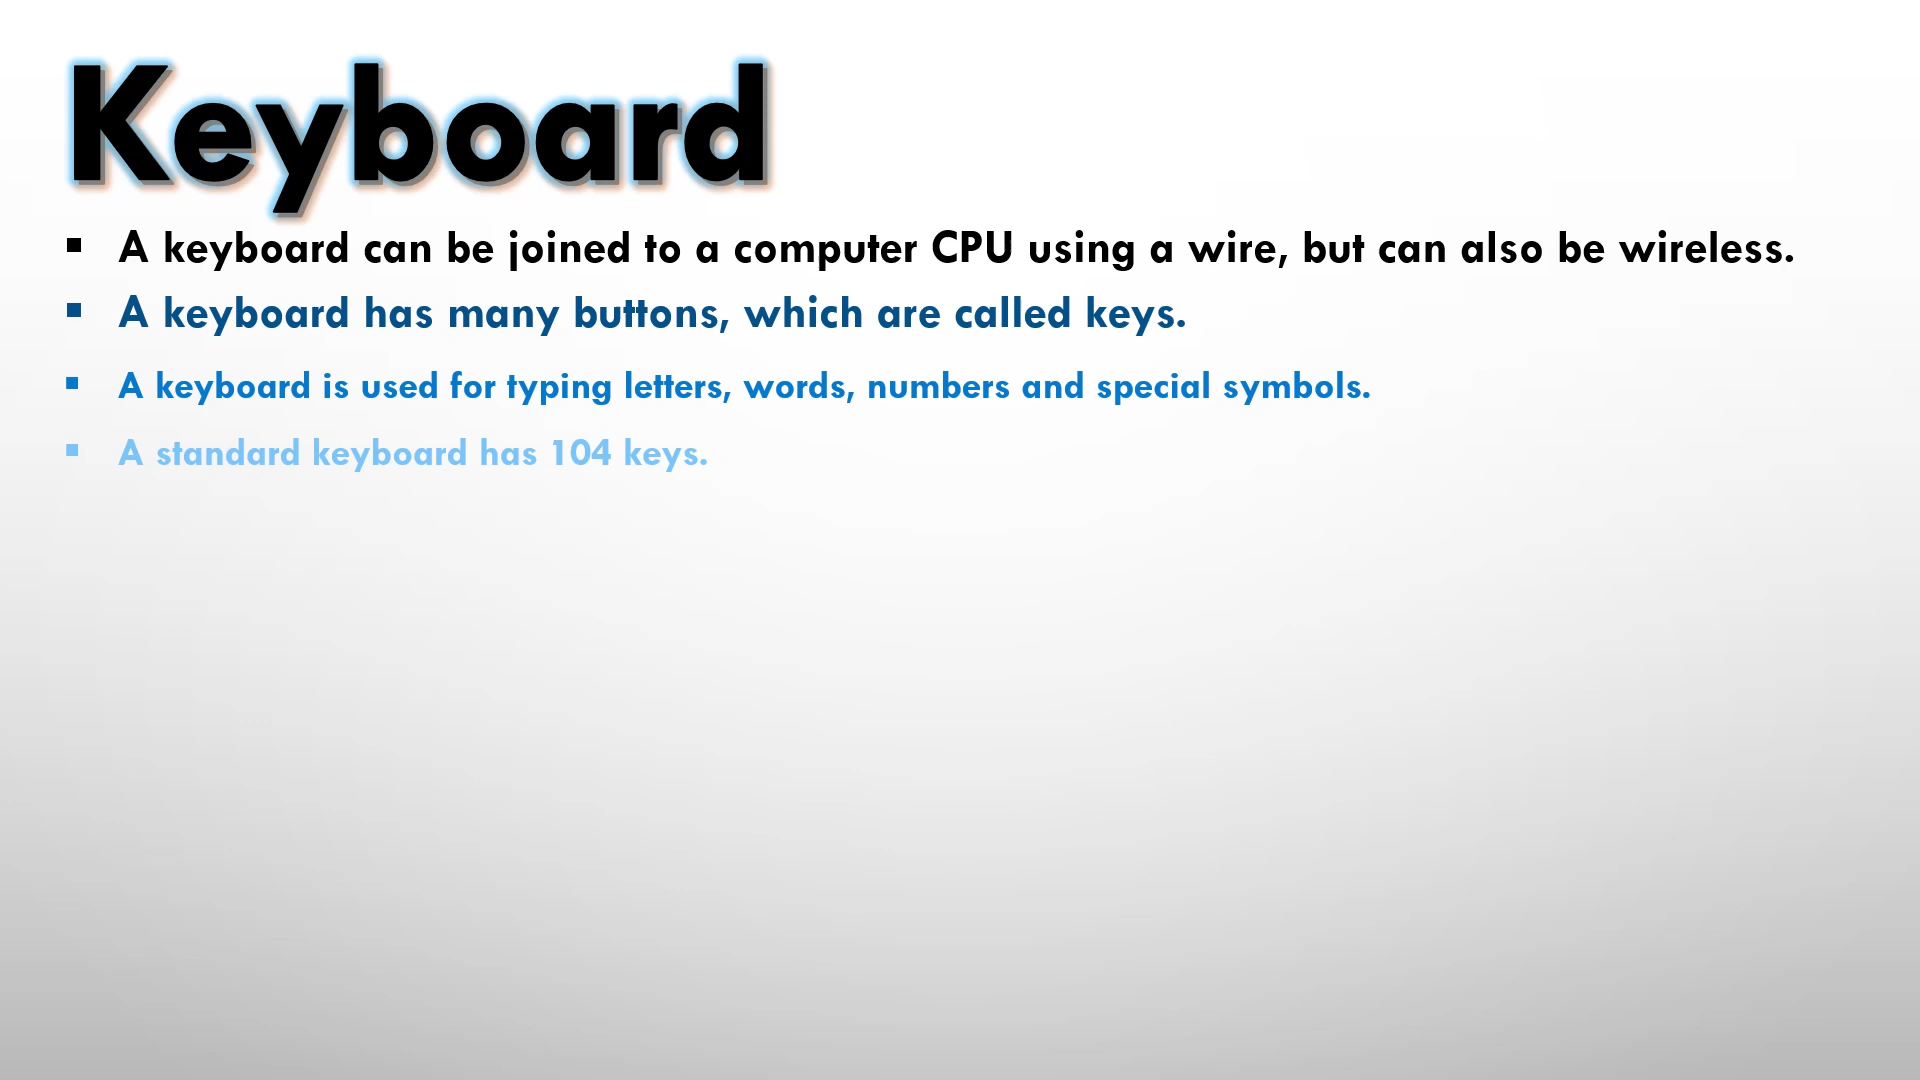 Keyboard
▪ A keyboard can be joined to a computer CPU using a wire, but can also be wireless.
▪ A keyboard has many buttons, which are called keys.
▪ A keyboard is used for typing letters, words, numbers and special symbols.
▪ A standard keyboard has 104 keys.